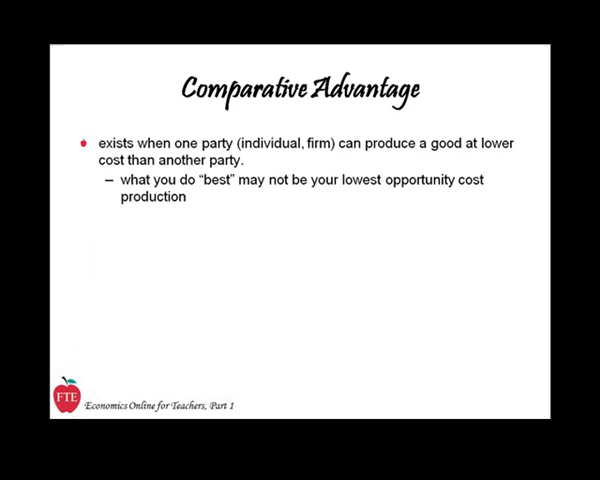 Comparative Advantage
exists when one party (individual, firm) can produce a good at lower
cost than another party.
– what you do “best” may not be your lowest opportunity cost
production
FTE
Economics Online for Teachers, Part 1